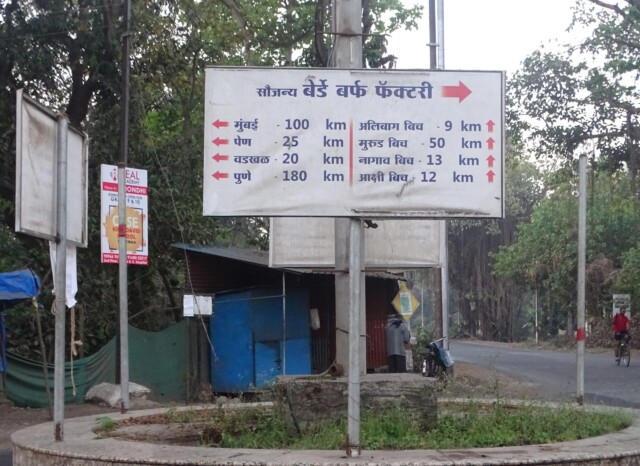 सौजन्य बेर्डे बर्फ फॅक्टरी
मुंबई - 100 km
पेण - 25 km
वडखळ - 20 km
पुणे - 180 km
अलिबाग बिच - 9 km
मुरुड बिच - 50 km
नागाव बिच - 13 km
आक्षी बिच - 12 km